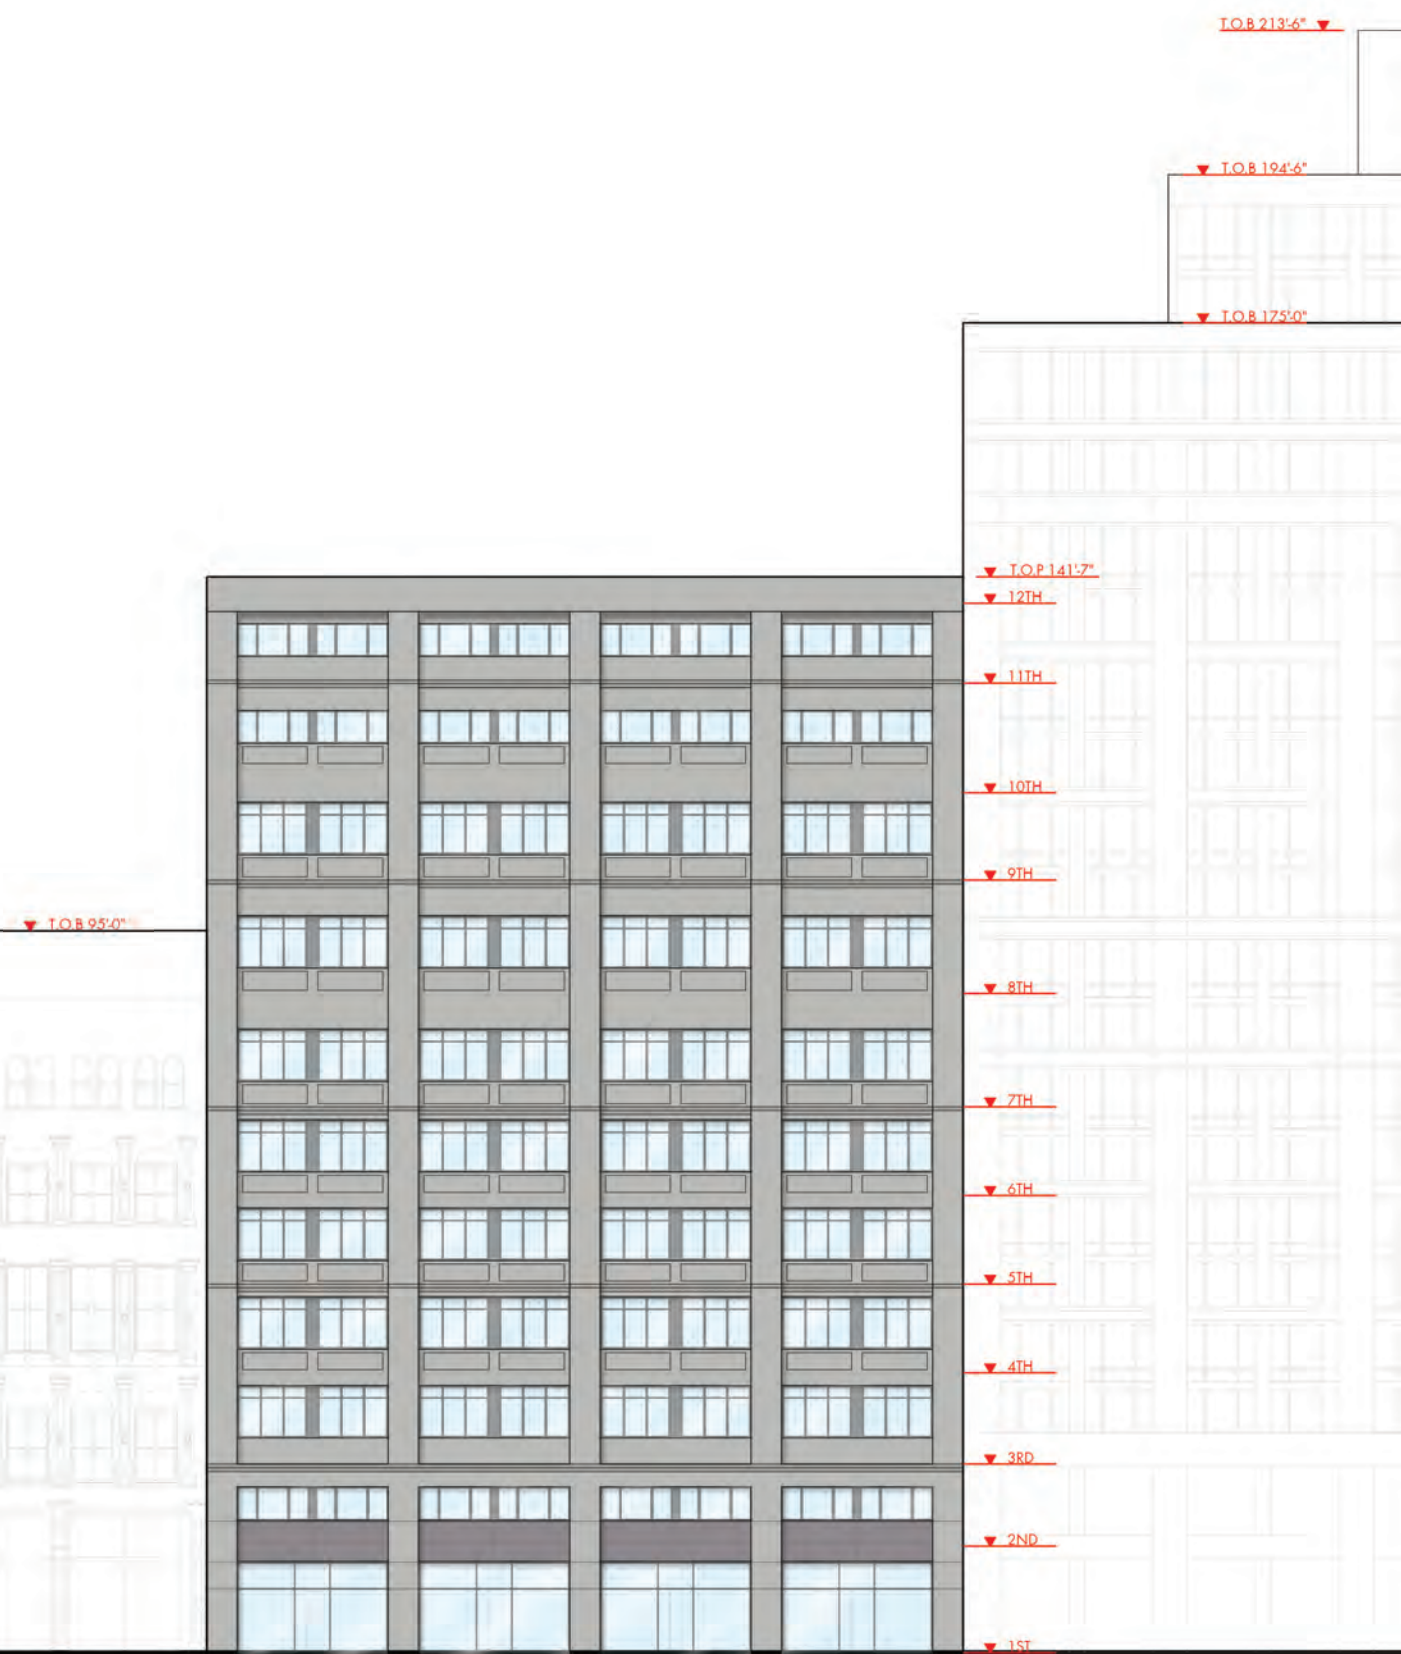 T.O.B 213'-6"
T.O.B 194'-6"
T.O.B 175'-0"
T.O.P 141'-7"
12TH
11TH
10TH
9TH
T.O.B 95'-0"
8TH
7TH
6TH
5TH
4TH
3RD
2ND
1ST